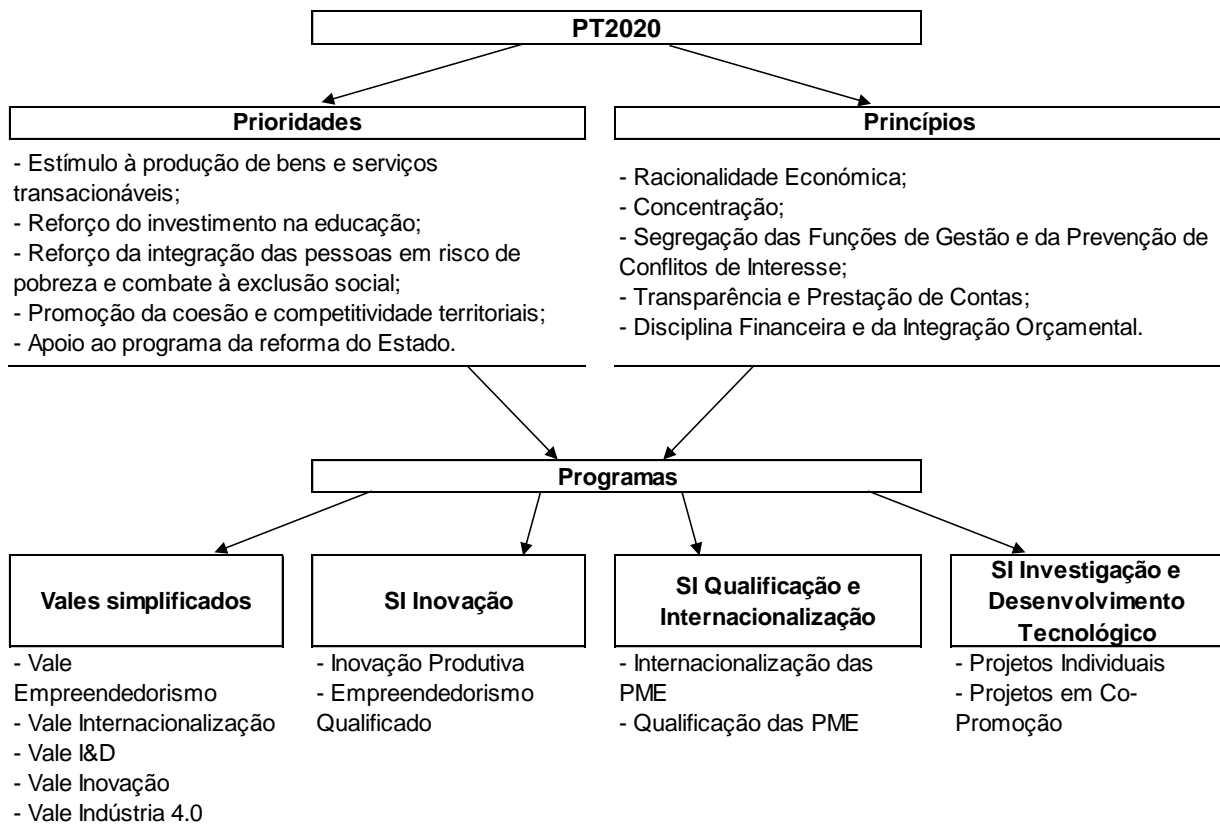 PT2020
Prioridades
- Estímulo à produção de bens e serviços
transacionáveis;
- Reforço do investimento na educação;
- Reforço da integração das pessoas em risco de
pobreza e combate à exclusão social;
- Promoção da coesão e competitividade territoriais;
- Apoio ao programa da reforma do Estado.
Princípios
- Racionalidade Económica;
- Concentração;
- Segregação das Funções de Gestão e da Prevenção de
Conflitos de Interesse;
- Transparência e Prestação de Contas;
- Disciplina Financeira e da Integração Orçamental.
Programas
Vales simplificados
- Vale
Empreendedorismo
- Vale Internacionalização
- Vale I&D
- Vale Inovação
- Vale Indústria 4.0
SI Inovação
- Inovação Produtiva
- Empreendedorismo
Qualificado
SI Qualificação e
Internacionalização
- Internacionalização das
PME
- Qualificação das PME
SI Investigação e
Desenvolvimento
Tecnológico
- Projetos Individuais
- Projetos em Co-
Promoção